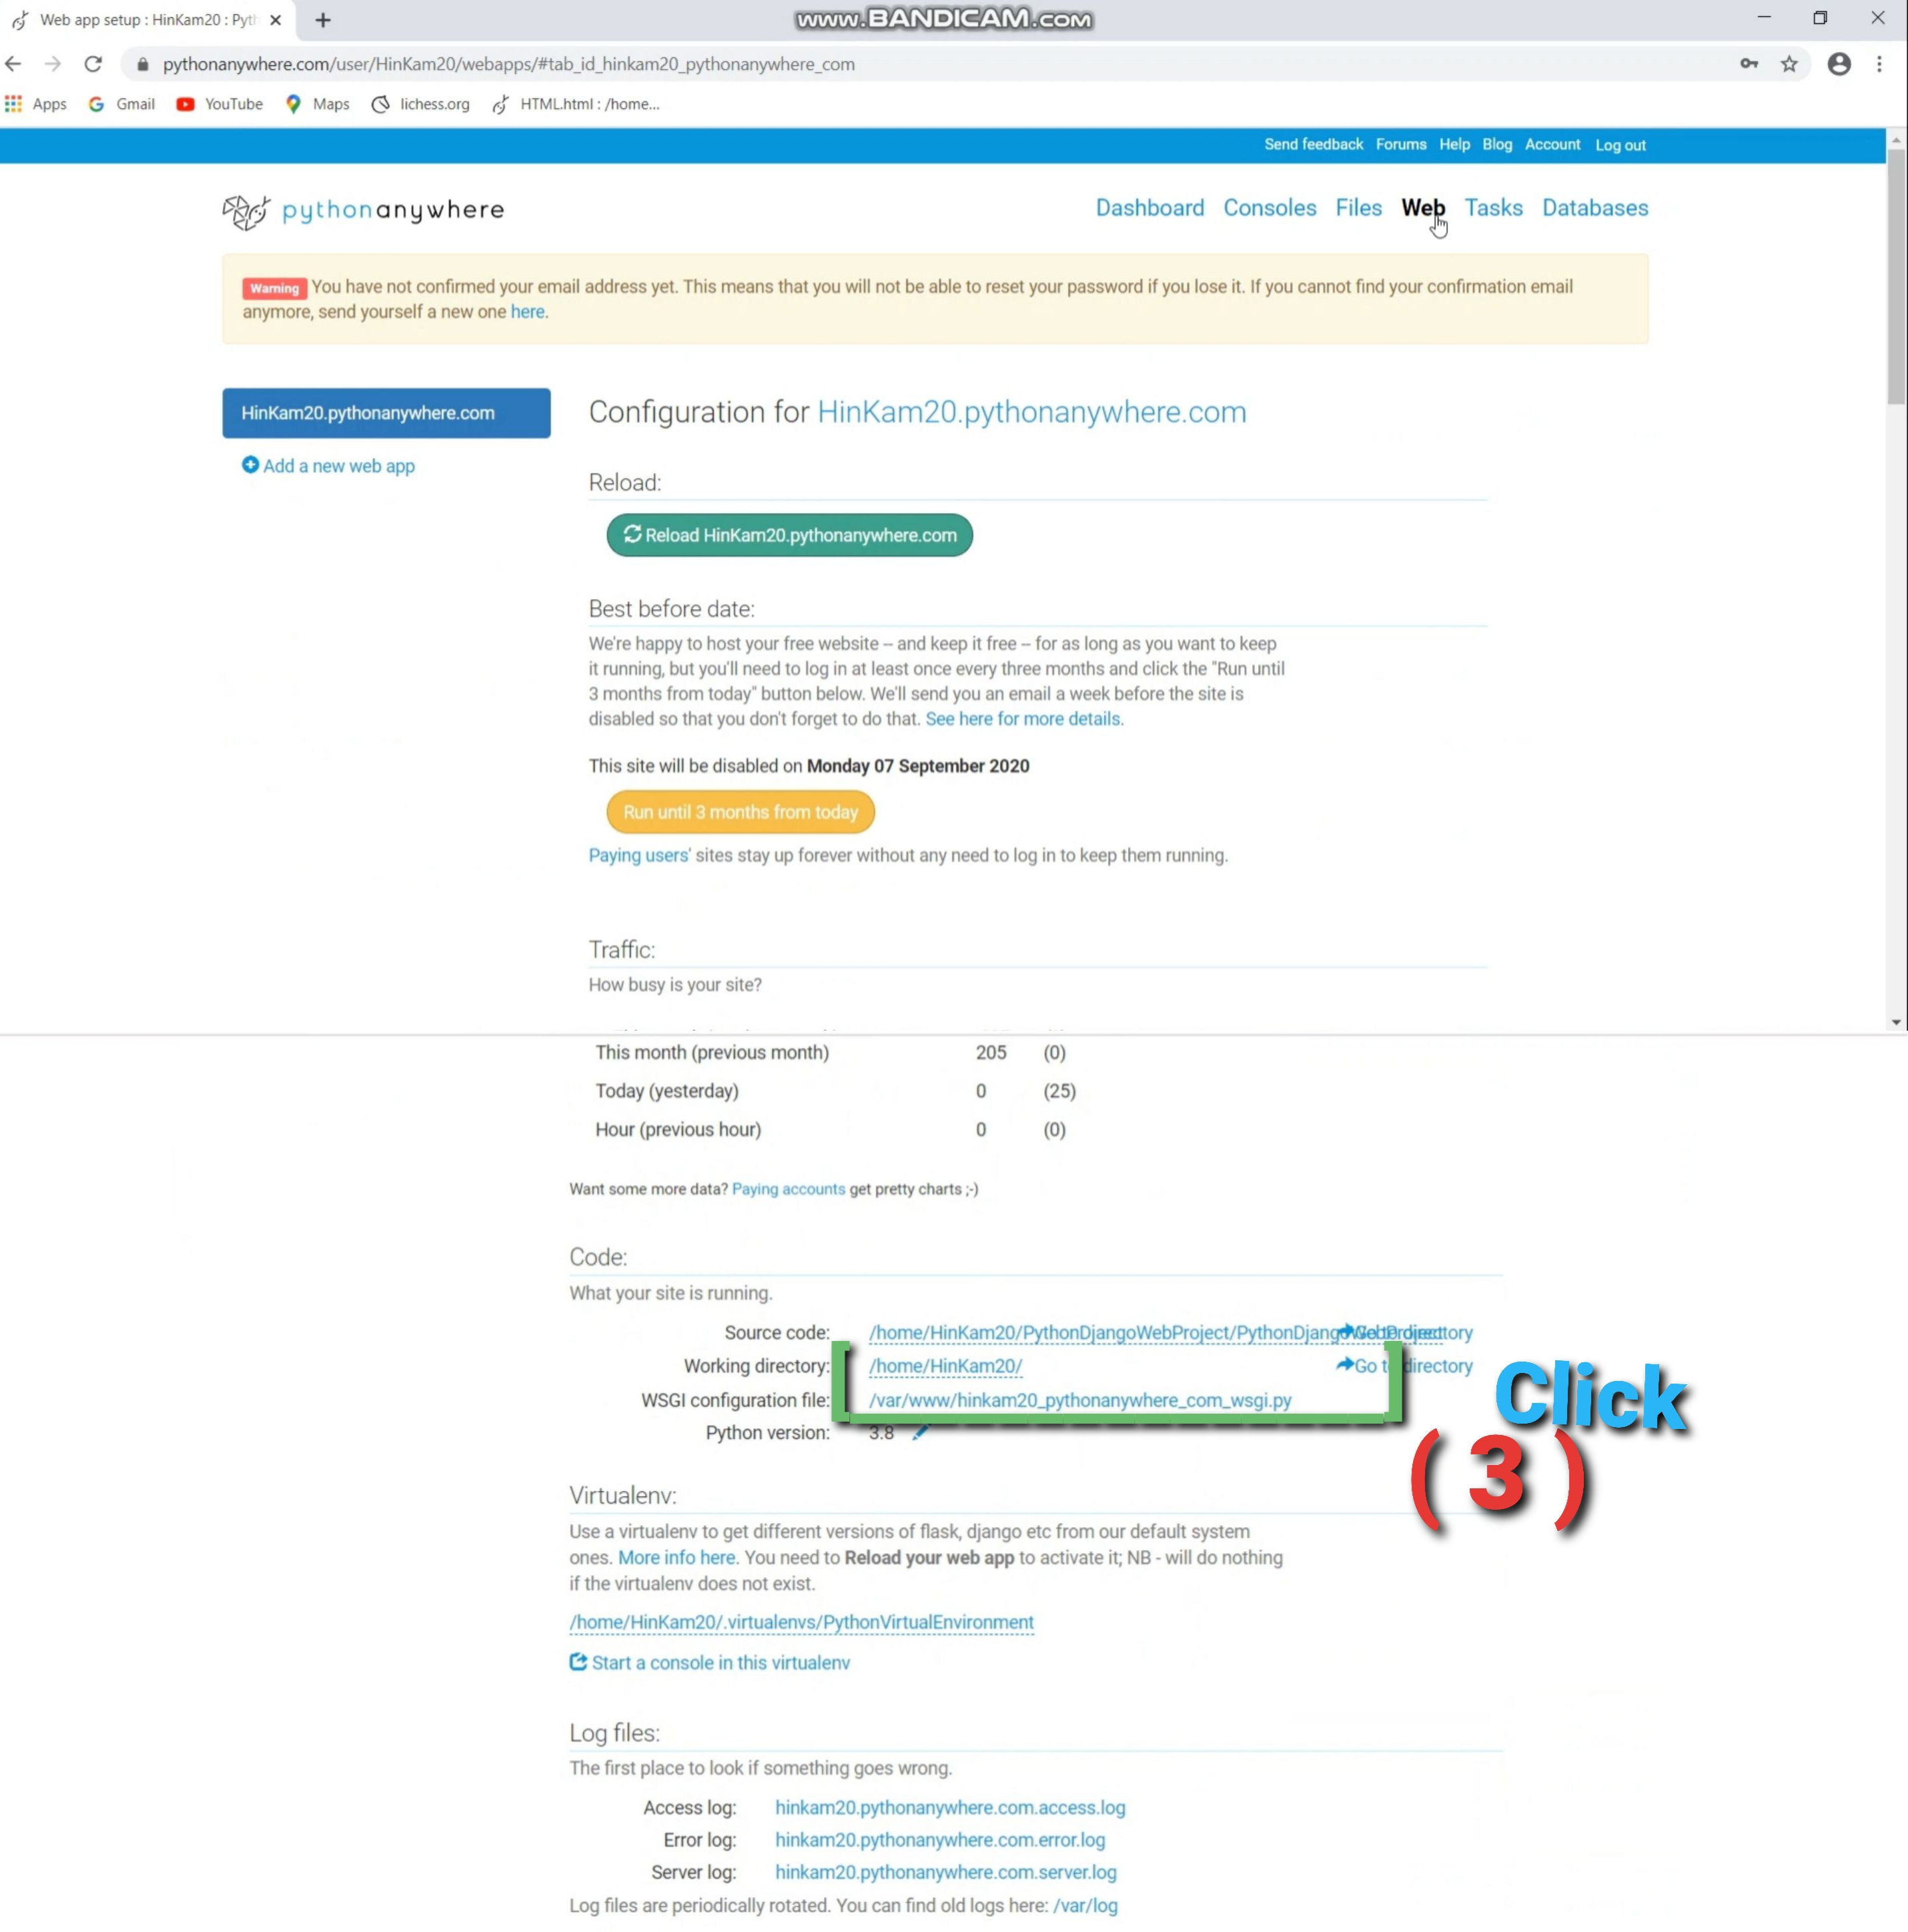 Web app setup : HinKam20 : Pyth
www.BANDICAM.com
pythonanywhere.com/user/HinKam20/webapps/#tab_id_hinkam20_pythonanywhere_com
Apps Gmail YouTube Maps lichess.org HTML.html : /home...
Send feedback Forums Help Blog Account Log out
pythonanywhere
Dashboard Consoles Files Web Tasks Databases
Warning You have not confirmed your email address yet. This means that you will not be able to reset your password if you lose it. If you cannot find your confirmation email
anymore, send yourself a new one here.
HinKam20.pythonanywhere.com
Add a new web app
Configuration for HinKam20.pythonanywhere.com
Reload:
Reload HinKam20.pythonanywhere.com
Best before date:
We're happy to host your free website -- and keep it free -- for as long as you want to keep
it running, but you'll need to log in at least once every three months and click the "Run until
3 months from today" button below. We'll send you an email a week before the site is
disabled so that you don't forget to do that. See here for more details.
This site will be disabled on Monday 07 September 2020
Run until 3 months from today
Paying users' sites stay up forever without any need to log in to keep them running.
Traffic:
How busy is your site?
This month (previous month) 205 (0)
Today (yesterday) 0 (25)
Hour (previous hour) 0 (0)
Want some more data? Paying accounts get pretty charts ;-)
Code:
What your site is running.
Source code: /home/HinKam20/PythonDjangoWebProject/PythonDjangoWebProject Go to directory
Working directory: /home/HinKam20/ Go to directory
WSGI configuration file: /var/www/hinkam20_pythonanywhere_com_wsgi.py
Python version: 3.8
Click
( 3 )
Virtualenv:
Use a virtualenv to get different versions of flask, django etc from our default system
ones. More info here. You need to Reload your web app to activate it; NB - will do nothing
if the virtualenv does not exist.
/home/HinKam20/.virtualenvs/PythonVirtualEnvironment
Start a console in this virtualenv
Log files:
The first place to look if something goes wrong.
Access log: hinkam20.pythonanywhere.com.access.log
Error log: hinkam20.pythonanywhere.com.error.log
Server log: hinkam20.pythonanywhere.com.server.log
Log files are periodically rotated. You can find old logs here: /var/log